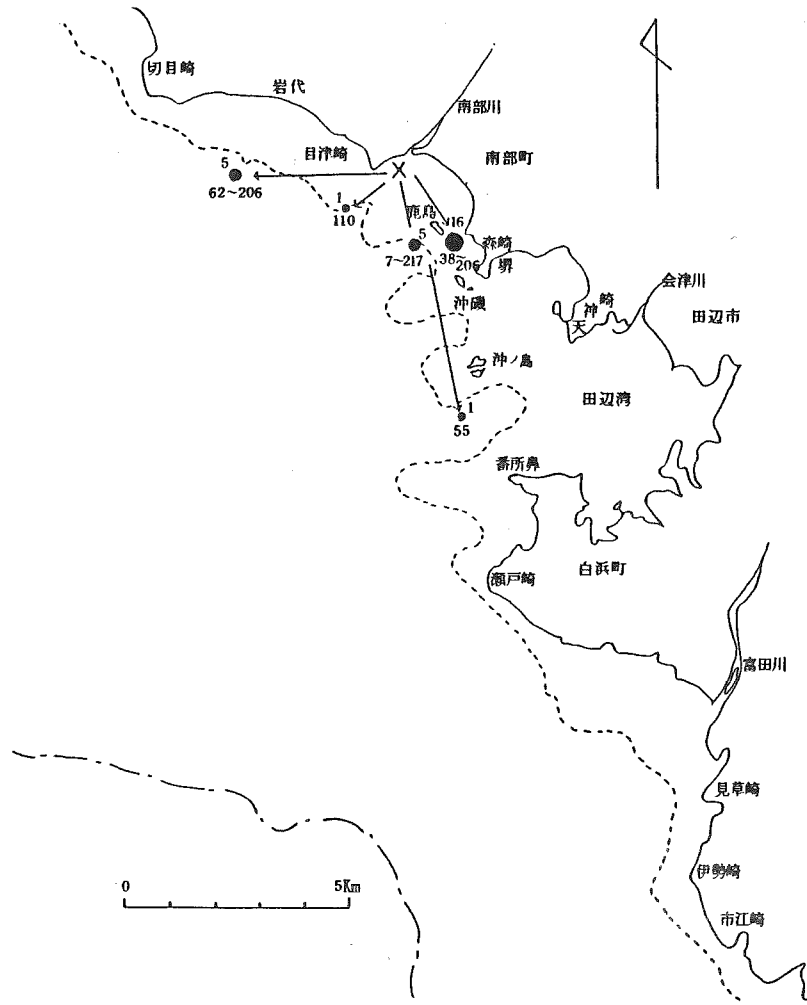 切目崎
岩代
南部川
目津崎
南部町
5
62~206
1
110
鹿島
16
5
7~217
38~206
森崎
堺
会津川
沖磯
天神崎
田辺市
沖ノ島
田辺湾
1
55
番所鼻
瀬戸崎
白浜町
富田川
見草崎
0
5Km
伊勢崎
市江崎